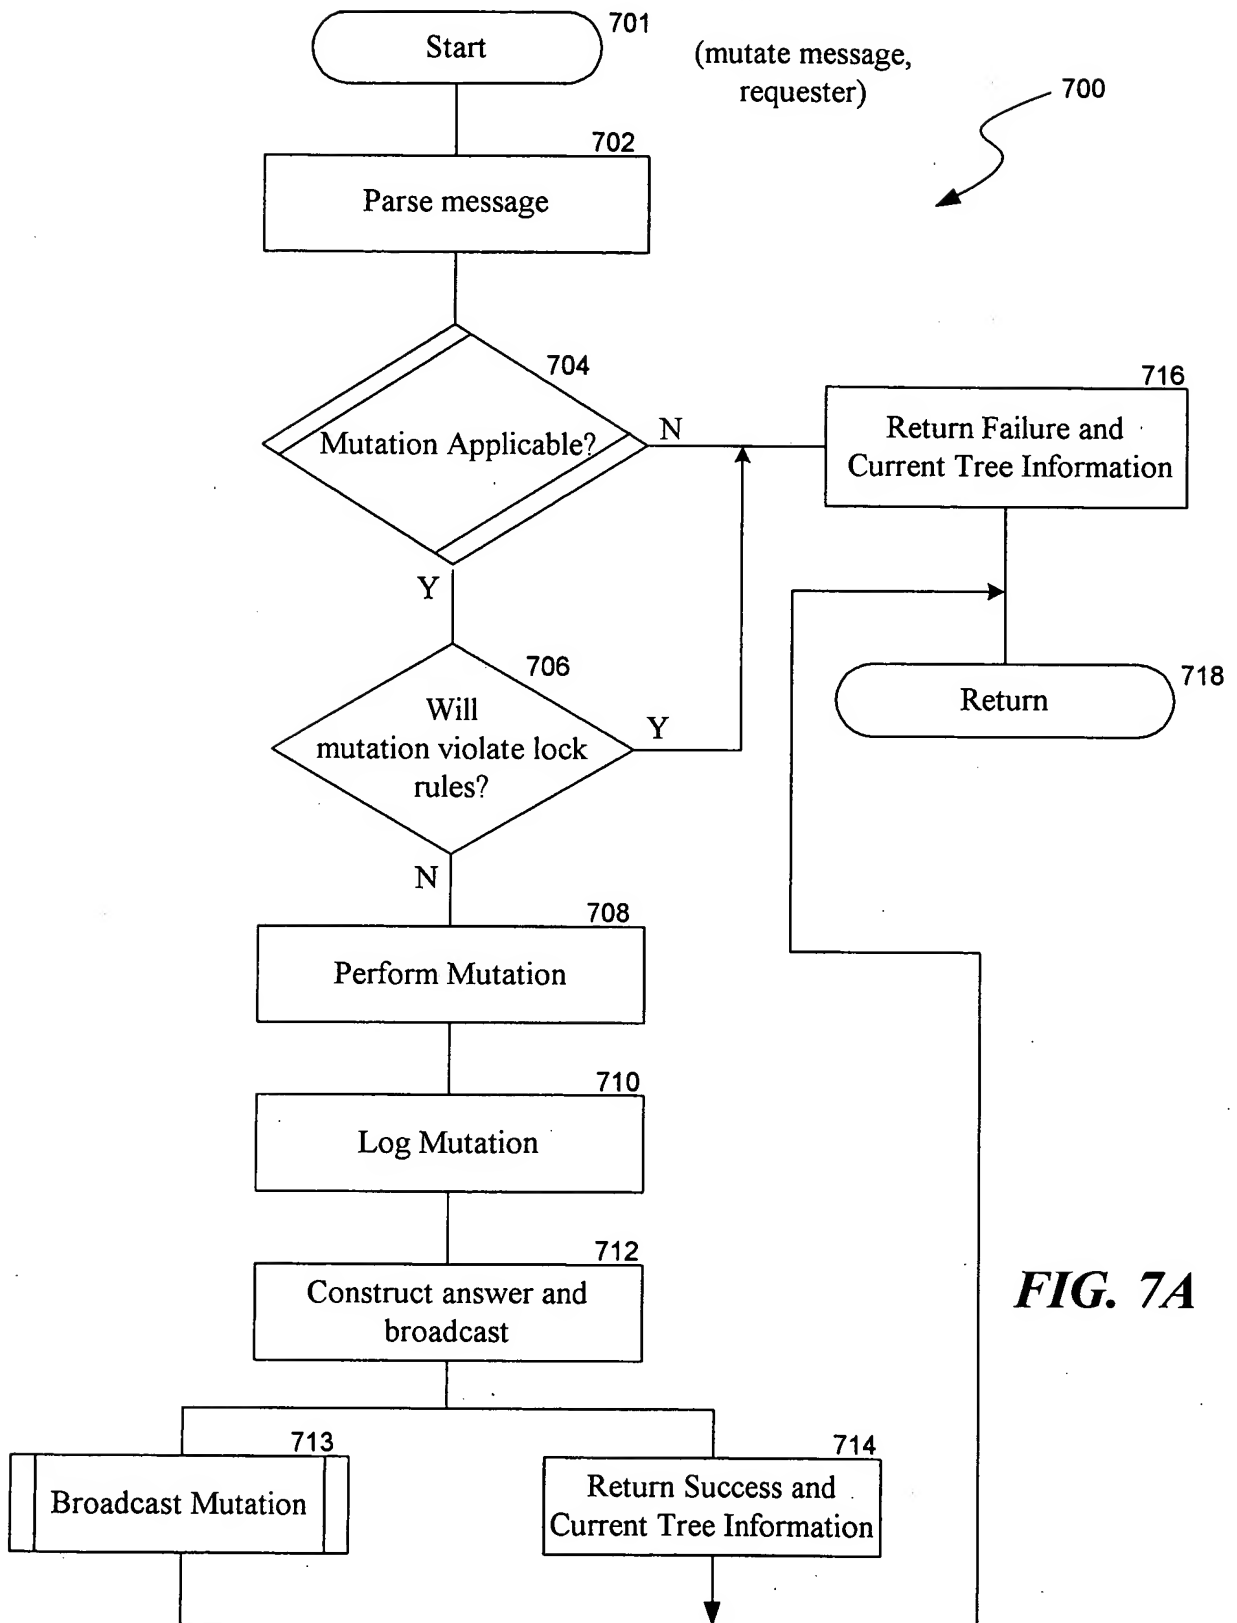 701
Start
(mutate message,
requester)
700
702
Parse message
704
Mutation Applicable?
N
Y
716
Return Failure and
Current Tree Information
706
Will
mutation violate lock
rules?
Y
N
718
Return
708
Perform Mutation
710
Log Mutation
712
Construct answer and
broadcast
FIG. 7A
713
Broadcast Mutation
714
Return Success and
Current Tree Information